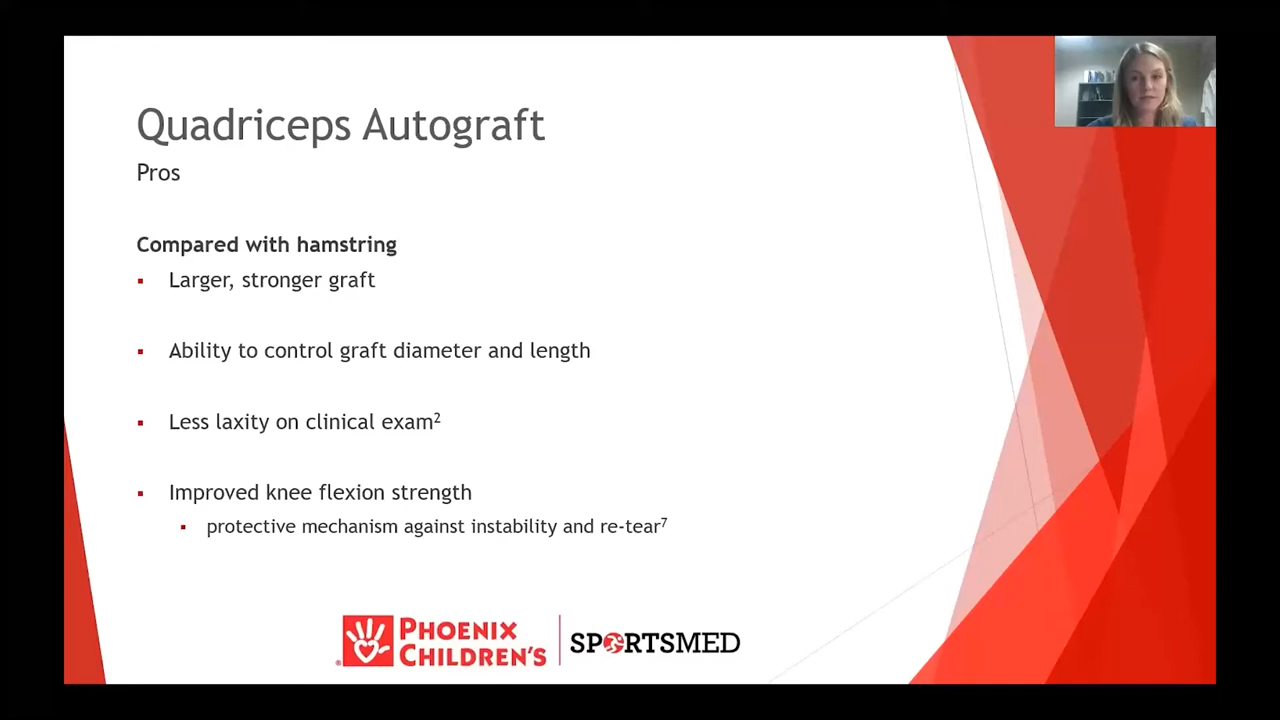 Quadriceps Autograft
Pros
Compared with hamstring
▪ Larger, stronger graft
▪ Ability to control graft diameter and length
▪ Less laxity on clinical exam²
▪ Improved knee flexion strength
▪ protective mechanism against instability and re-tear⁷
PHOENIX
CHILDREN'S
®
SPORTSMED